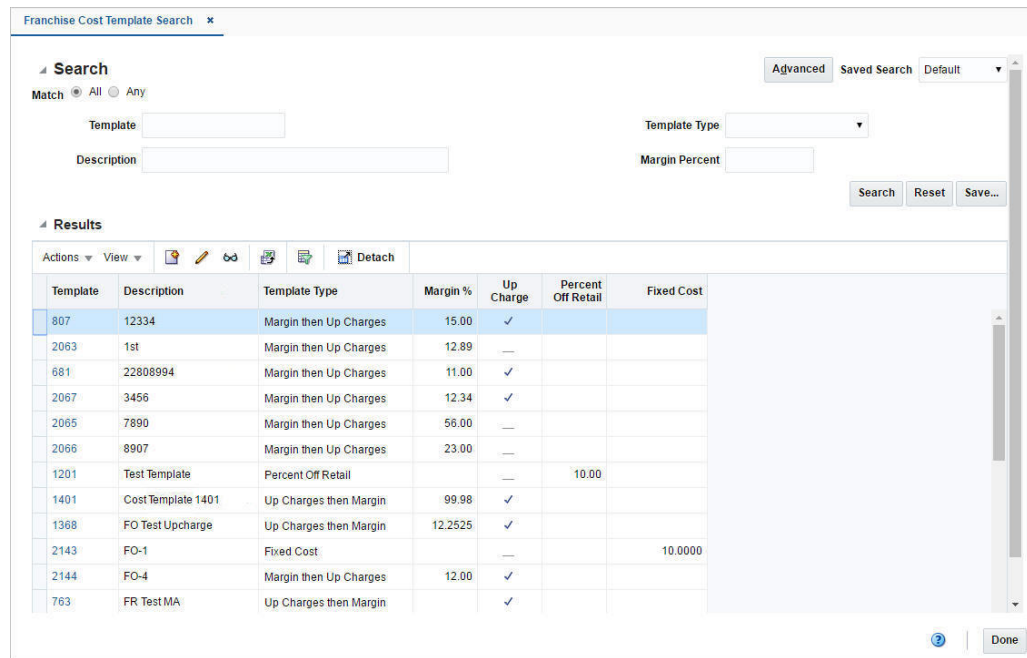 Franchise Cost Template Search
Search
Advanced Saved Search Default
Match All Any
Template Template Type
Description Margin Percent
Search Reset Save...
Results
Actions View Detach
Template Description Template Type Margin % Up Charge Percent Off Retail Fixed Cost
807 12334 Margin then Up Charges 15.00
2063 1st Margin then Up Charges 12.89
681 22808994 Margin then Up Charges 11.00
2067 3456 Margin then Up Charges 12.34
2065 7890 Margin then Up Charges 56.00
2066 8907 Margin then Up Charges 23.00
1201 Test Template Percent Off Retail 10.00
1401 Cost Template 1401 Up Charges then Margin 99.98
1368 FO Test Upcharge Up Charges then Margin 12.2525
2143 FO-1 Fixed Cost 10.0000
2144 FO-4 Margin then Up Charges 12.00
763 FR Test MA Up Charges then Margin
Done